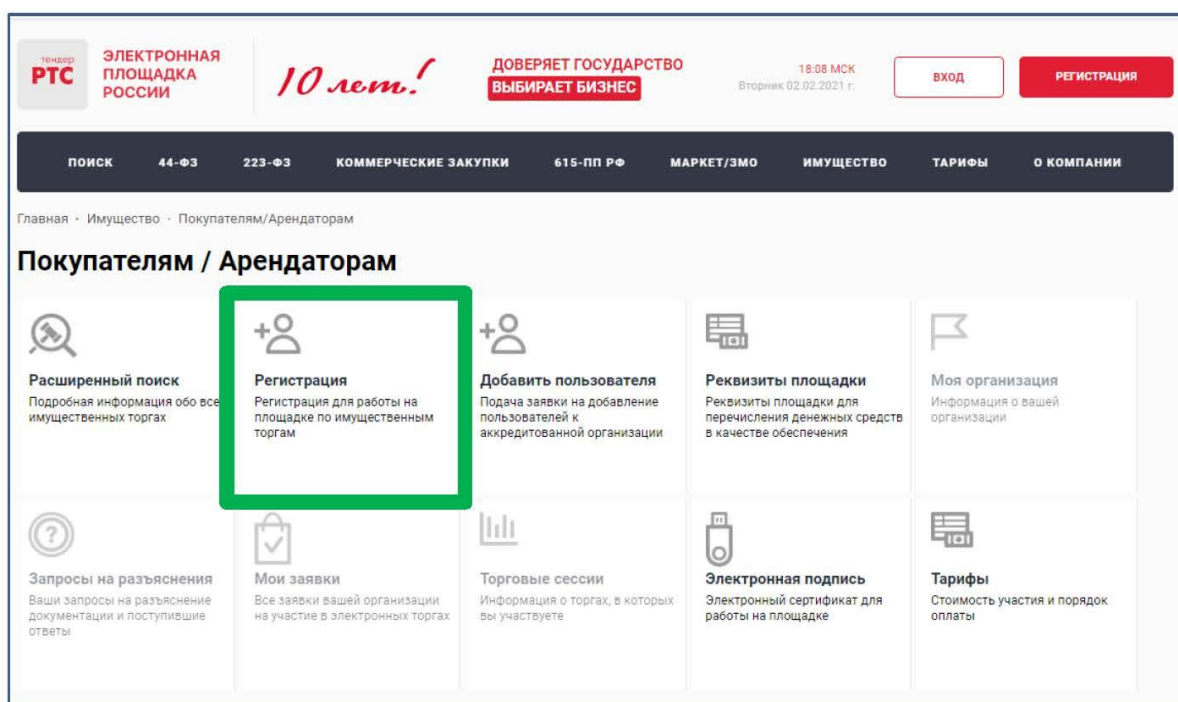 тендер
РТС
ЭЛЕКТРОННАЯ
ПЛОЩАДКА
РОССИИ
10 лет!
ДОВЕРЯЕТ ГОСУДАРСТВО
ВЫБИРАЕТ БИЗНЕС
18:08 МСК
Вторник 02.02.2021 г.
ВХОД
РЕГИСТРАЦИЯ
ПОИСК 44-ФЗ 223-ФЗ КОММЕРЧЕСКИЕ ЗАКУПКИ 615-ПП РФ МАРКЕТ/ЗМО ИМУЩЕСТВО ТАРИФЫ О КОМПАНИИ
Главная · Имущество · Покупателям/Арендаторам
Покупателям / Арендаторам
Расширенный поиск
Подробная информация обо все
имущественных торгах
Регистрация
Регистрация для работы на
площадке по имущественным
торгам
Добавить пользователя
Подача заявки на добавление
пользователей к
аккредитованной организации
Реквизиты площадки
Реквизиты площадки для
перечисления денежных средств
в качестве обеспечения
Моя организация
Информация о вашей
организации
Запросы на разъяснения
Ваши запросы на разъяснение
документации и поступившие
ответы
Мои заявки
Все заявки вашей организации
на участие в электронных торгах
Торговые сессии
Информация о торгах, в которых
вы участвуете
Электронная подпись
Электронный сертификат для
работы на площадке
Тарифы
Стоимость участия и порядок
оплаты